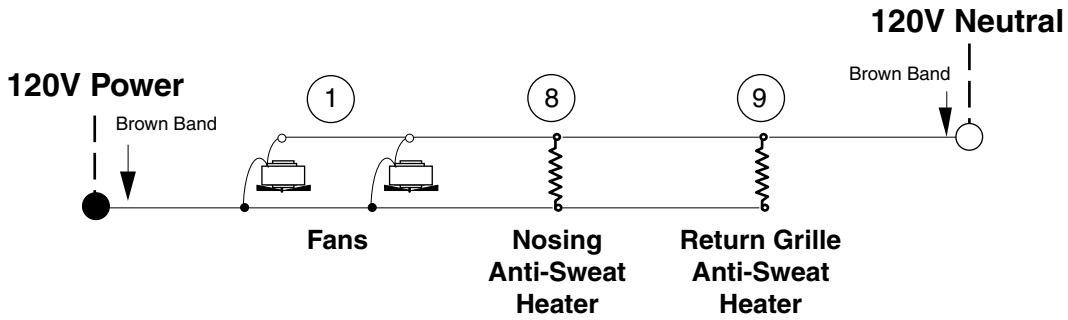 120V Neutral
120V Power
Brown Band
Brown Band
1
8
9
Fans
Nosing
Anti-Sweat
Heater
Return Grille
Anti-Sweat
Heater